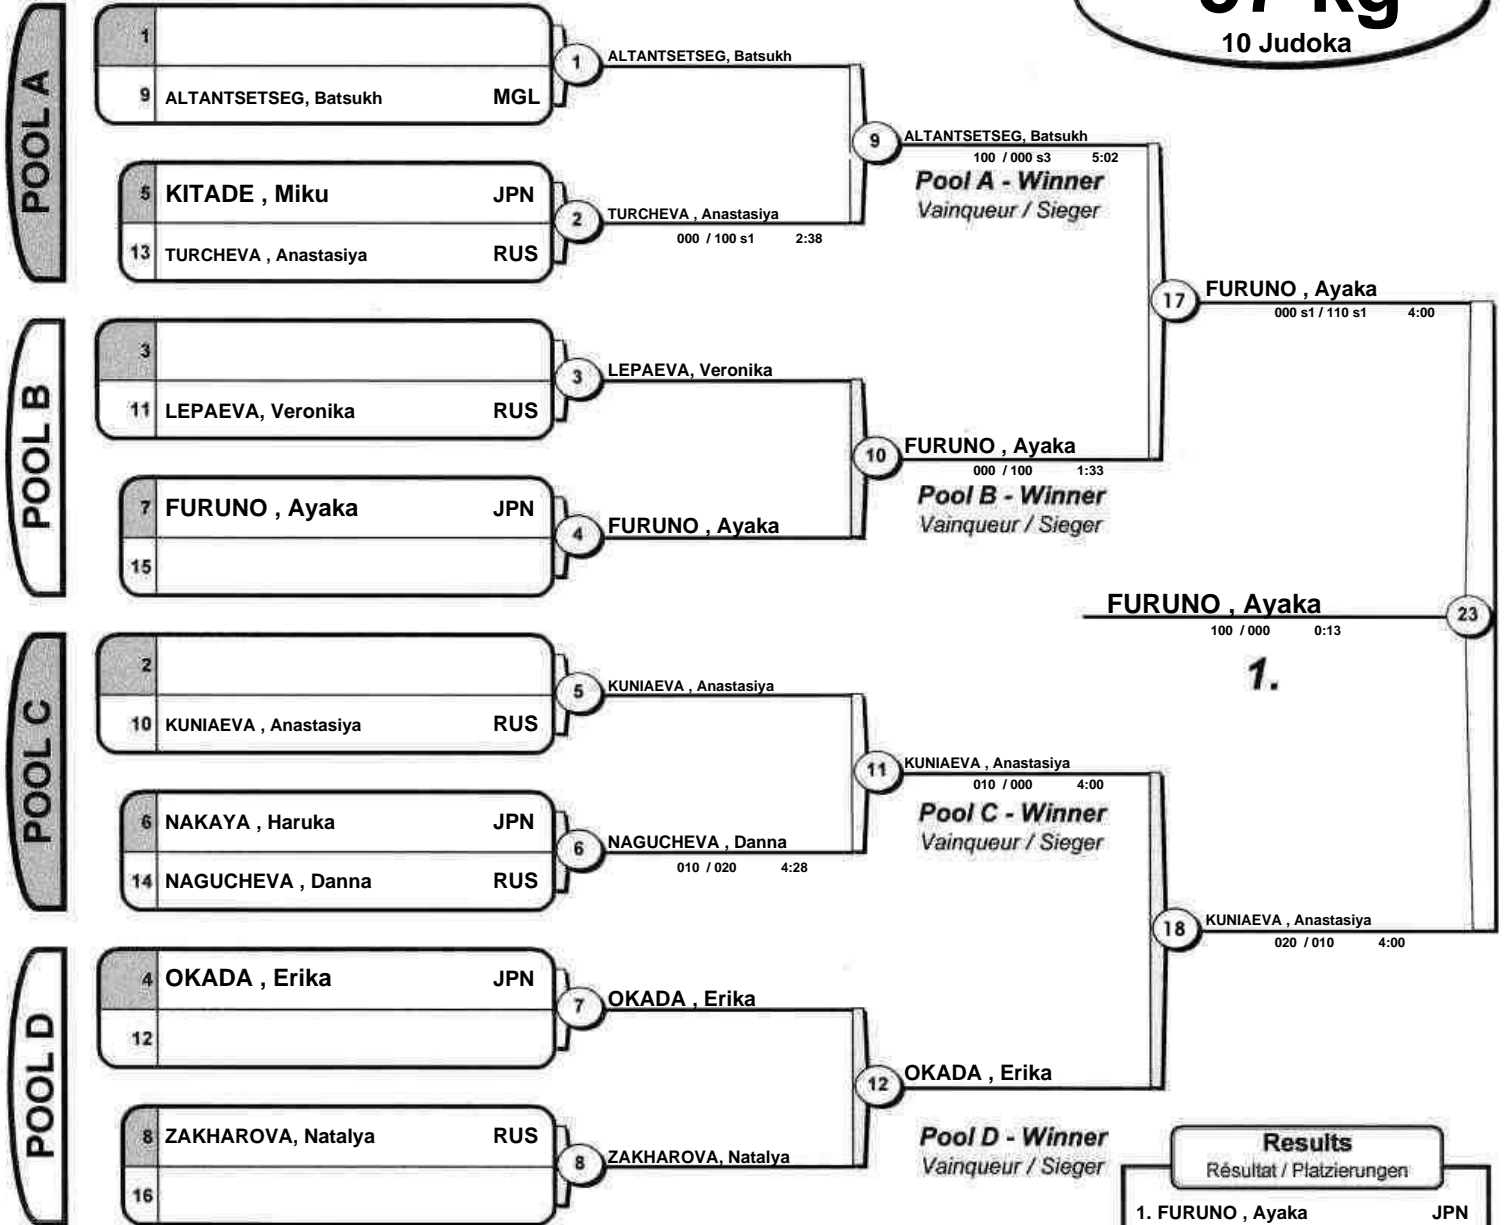 10 Judoka
POOL A
1
9 ALTANTSETSEG, Batsukh MGL
1 ALTANTSETSEG, Batsukh
5 KITADE , Miku JPN
13 TURCHEVA , Anastasiya RUS
2 TURCHEVA , Anastasiya
000 / 100 s1 2:38
9 ALTANTSETSEG, Batsukh
100 / 000 s3 5:02
Pool A - Winner
Vainqueur / Sieger
POOL B
3
11 LEPAEVA, Veronika RUS
3 LEPAEVA, Veronika
7 FURUNO , Ayaka JPN
15
4 FURUNO , Ayaka
10 FURUNO , Ayaka
000 / 100 1:33
Pool B - Winner
Vainqueur / Sieger
17 FURUNO , Ayaka
000 s1 / 110 s1 4:00
FURUNO , Ayaka 23
100 / 000 0:13
1.
POOL C
2
10 KUNIAEVA , Anastasiya RUS
5 KUNIAEVA , Anastasiya
6 NAKAYA , Haruka JPN
14 NAGUCHEVA , Danna RUS
6 NAGUCHEVA , Danna
010 / 020 4:28
11 KUNIAEVA , Anastasiya
010 / 000 4:00
Pool C - Winner
Vainqueur / Sieger
18 KUNIAEVA , Anastasiya
020 / 010 4:00
POOL D
4 OKADA , Erika JPN
12
7 OKADA , Erika
8 ZAKHAROVA, Natalya RUS
16
8 ZAKHAROVA, Natalya
12 OKADA , Erika
Pool D - Winner
Vainqueur / Sieger
Results
Résultat / Platzierungen
1. FURUNO , Ayaka JPN